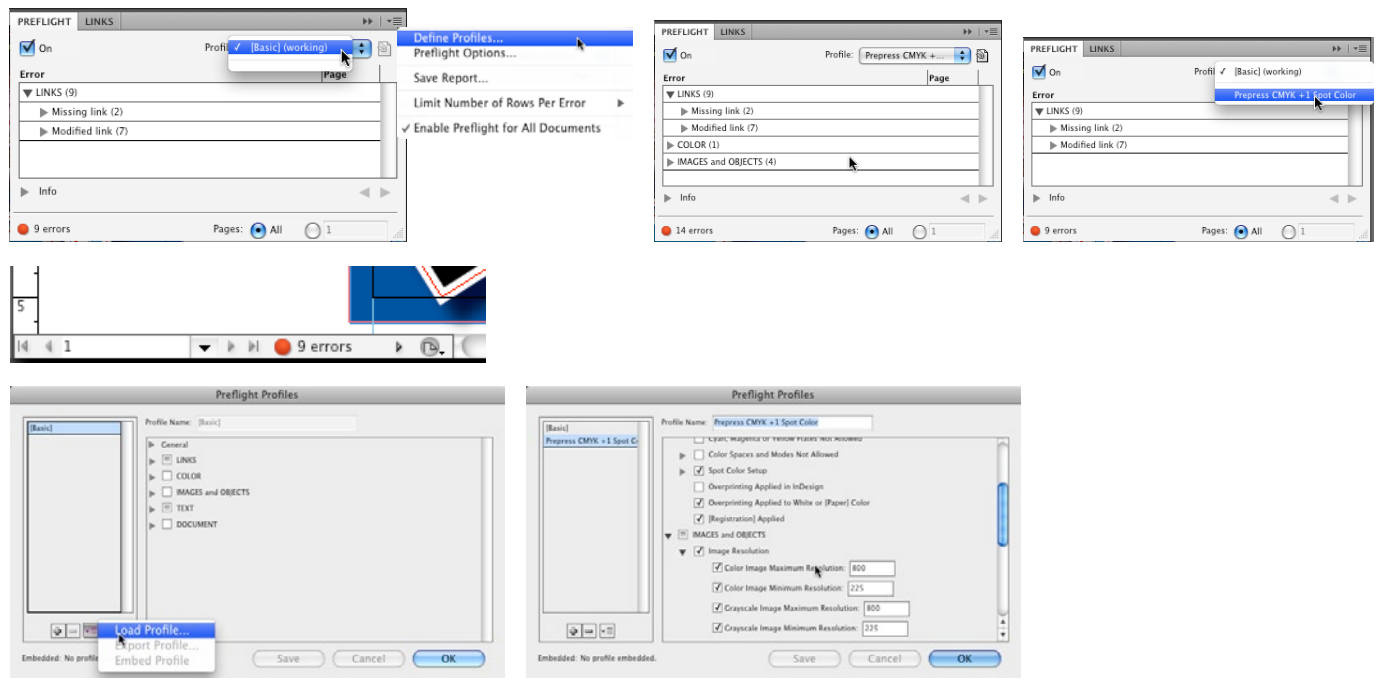 PREFLIGHT LINKS
On
Profil ✓ [Basic] (working)
Error Page
LINKS (9)
Missing link (2)
Modified link (7)
Info
9 errors Pages: All 1
Define Profiles...
Preflight Options...
Save Report...
Limit Number of Rows Per Error
✓ Enable Preflight for All Documents
PREFLIGHT LINKS
On Profile: Prepress CMYK +...
Error Page
LINKS (9)
Missing link (2)
Modified link (7)
COLOR (1)
IMAGES and OBJECTS (4)
Info
14 errors Pages: All 1
PREFLIGHT LINKS
On Profil ✓ [Basic] (working)
Prepress CMYK +1 Spot Color
Error
LINKS (9)
Missing link (2)
Modified link (7)
Info
9 errors Pages: All 1
5
1 9 errors
Preflight Profiles
[Basic]
Profile Name: [Basic]
General
LINKS
COLOR
IMAGES and OBJECTS
TEXT
DOCUMENT
Load Profile...
Export Profile...
Embed Profile
Embedded: No profile
Save Cancel OK
Preflight Profiles
[Basic]
Prepress CMYK +1 Spot C
Profile Name: Prepress CMYK +1 Spot Color
Cyan, Magenta or Yellow Plates Not Allowed
Color Spaces and Modes Not Allowed
Spot Color Setup
Overprinting Applied in InDesign
Overprinting Applied to White or [Paper] Color
[Registration] Applied
IMAGES and OBJECTS
Image Resolution
Color Image Maximum Resolution: 800
Color Image Minimum Resolution: 225
Grayscale Image Maximum Resolution: 800
Grayscale Image Minimum Resolution: 225
Embedded: No profile embedded.
Save Cancel OK